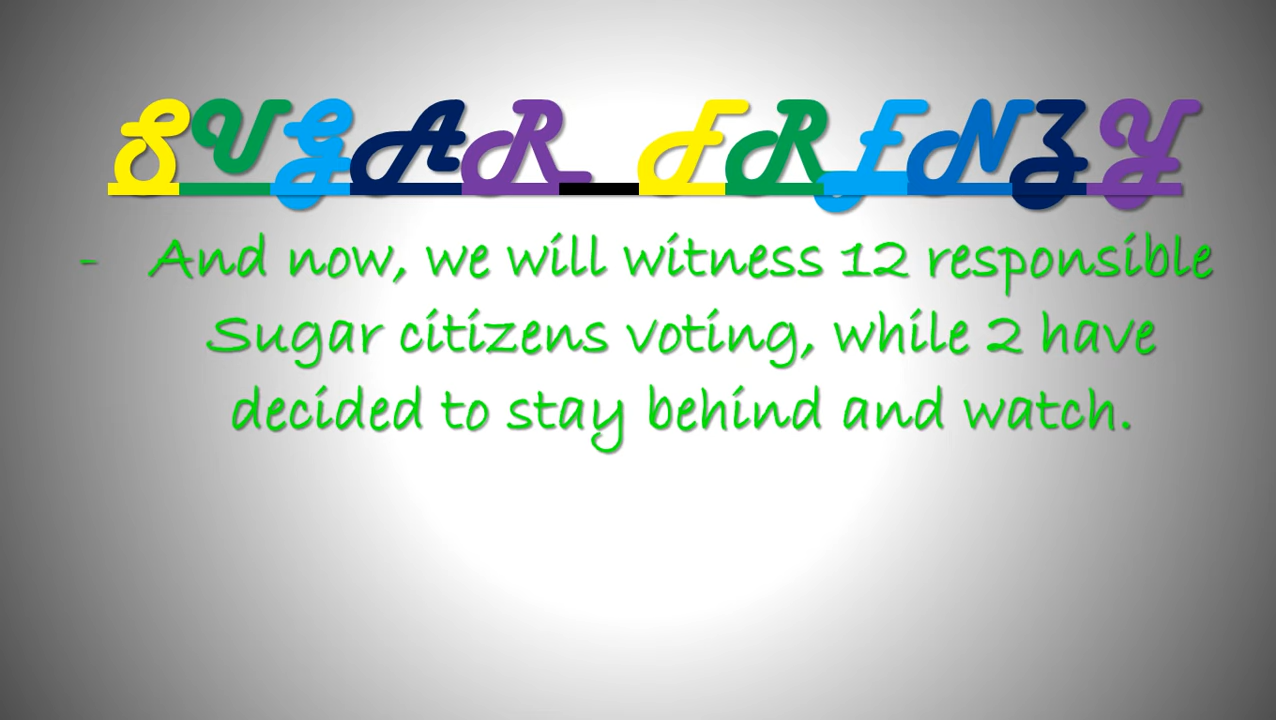 SUGAR FRENZY
- And now, we will witness 12 responsible
Sugar citizens voting, while 2 have
decided to stay behind and watch.